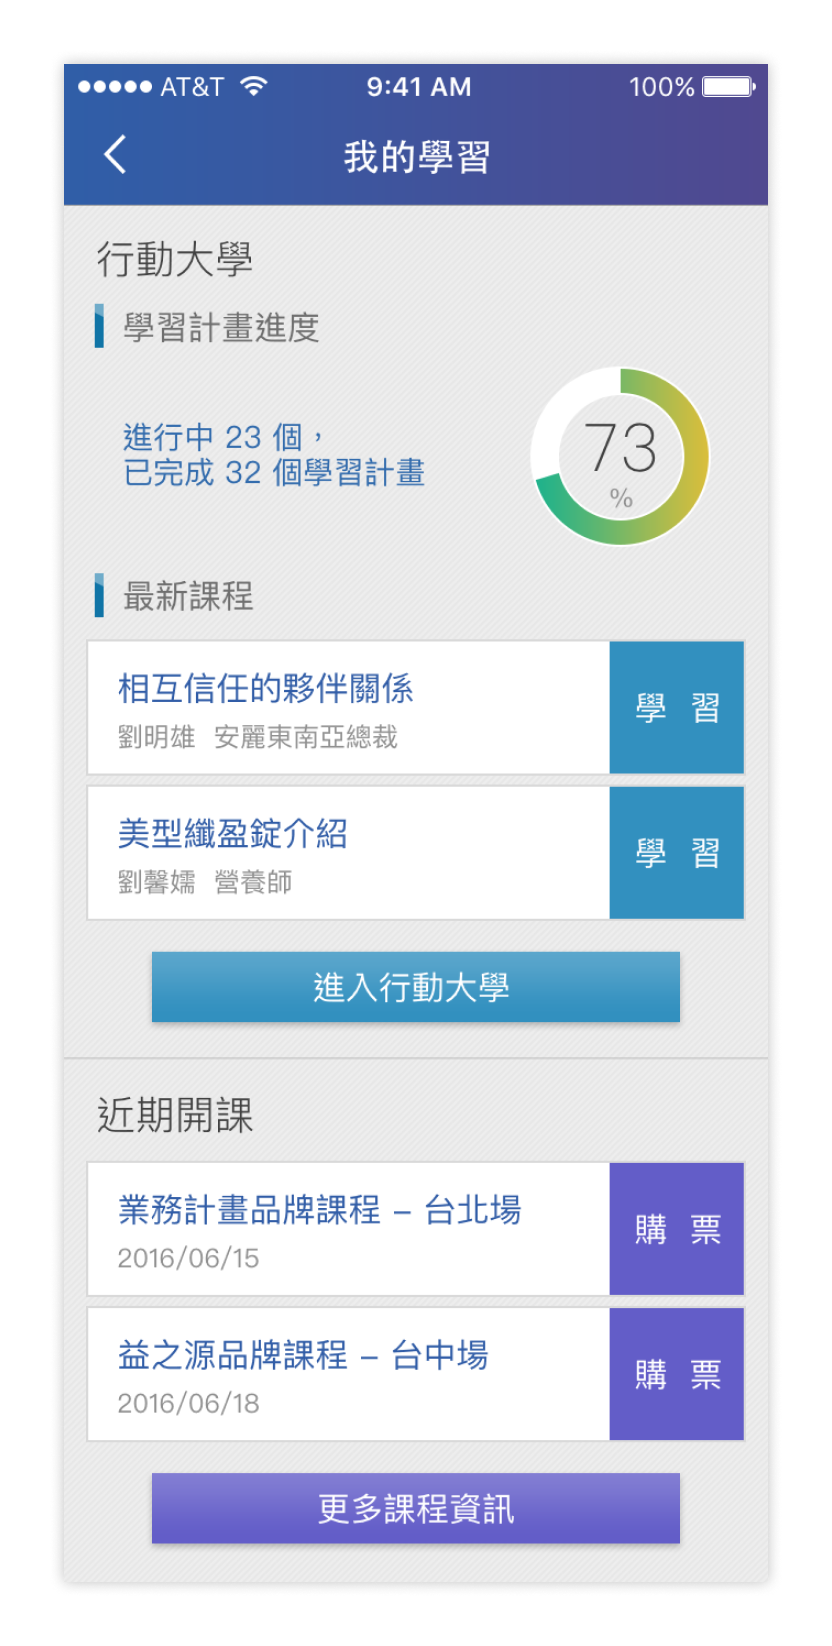 AT&T 9:41 AM 100%
我的學習
行動大學
學習計畫進度
進行中 23 個，
已完成 32 個學習計畫
73
%
最新課程
相互信任的夥伴關係
劉明雄 安麗東南亞總裁
學 習
美型纖盈錠介紹
劉馨嬬 營養師
學 習
進入行動大學
近期開課
業務計畫品牌課程 – 台北場
2016/06/15
購 票
益之源品牌課程 – 台中場
2016/06/18
購 票
更多課程資訊